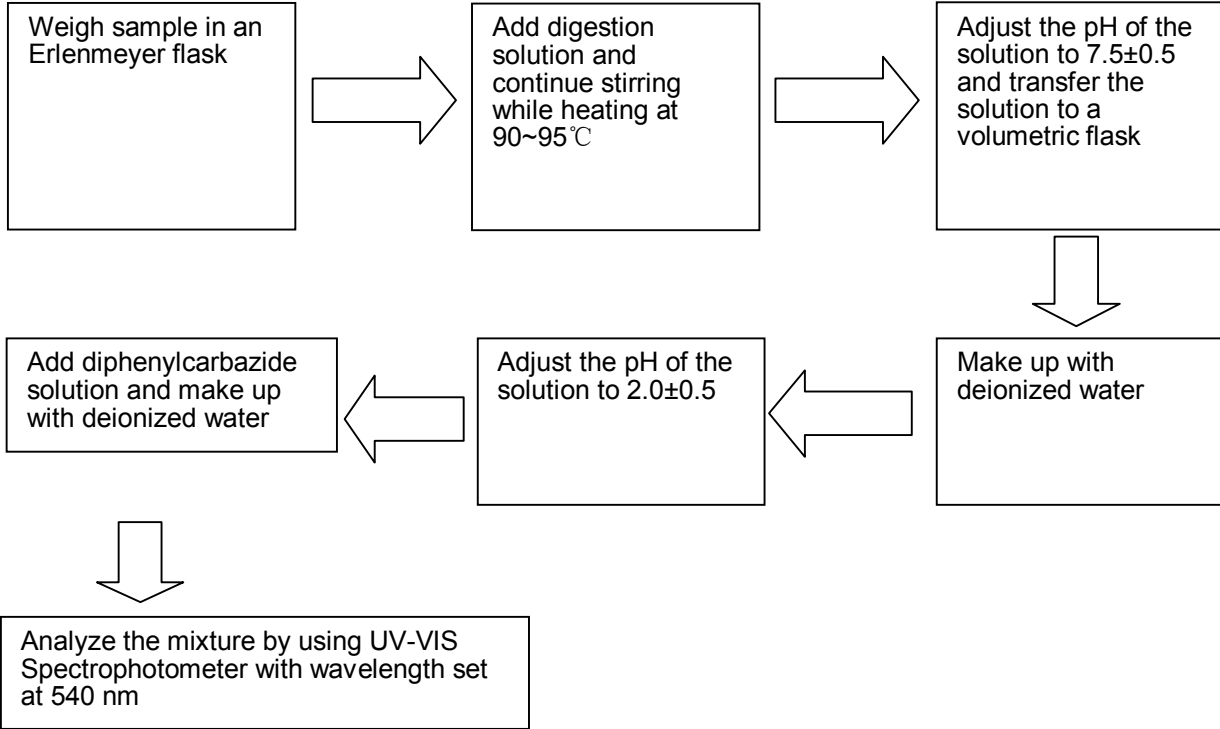 Weigh sample in an
Erlenmeyer flask
Add digestion
solution and
continue stirring
while heating at
90~95℃
Adjust the pH of the
solution to 7.5±0.5
and transfer the
solution to a
volumetric flask
Make up with
deionized water
Adjust the pH of the
solution to 2.0±0.5
Add diphenylcarbazide
solution and make up
with deionized water
Analyze the mixture by using UV-VIS
Spectrophotometer with wavelength set
at 540 nm